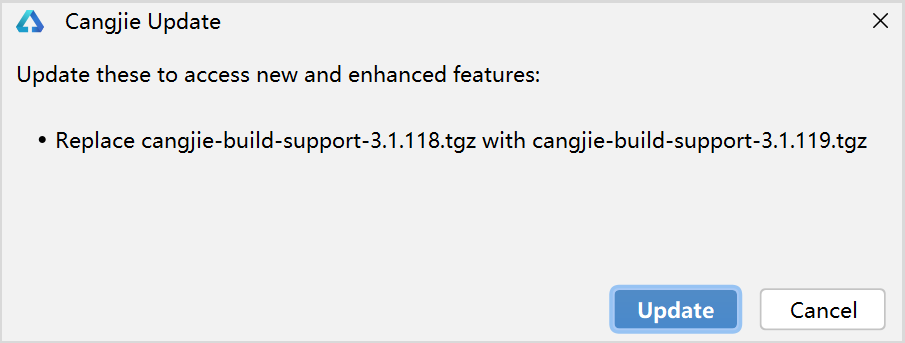 Cangjie Update
Update these to access new and enhanced features:
• Replace cangjie-build-support-3.1.118.tgz with cangjie-build-support-3.1.119.tgz
Update Cancel